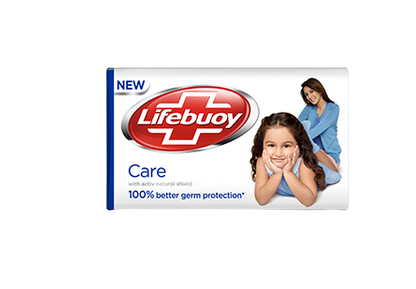 NEW
Lifebuoy
Care
with activ natural shield
100% better germ protection*